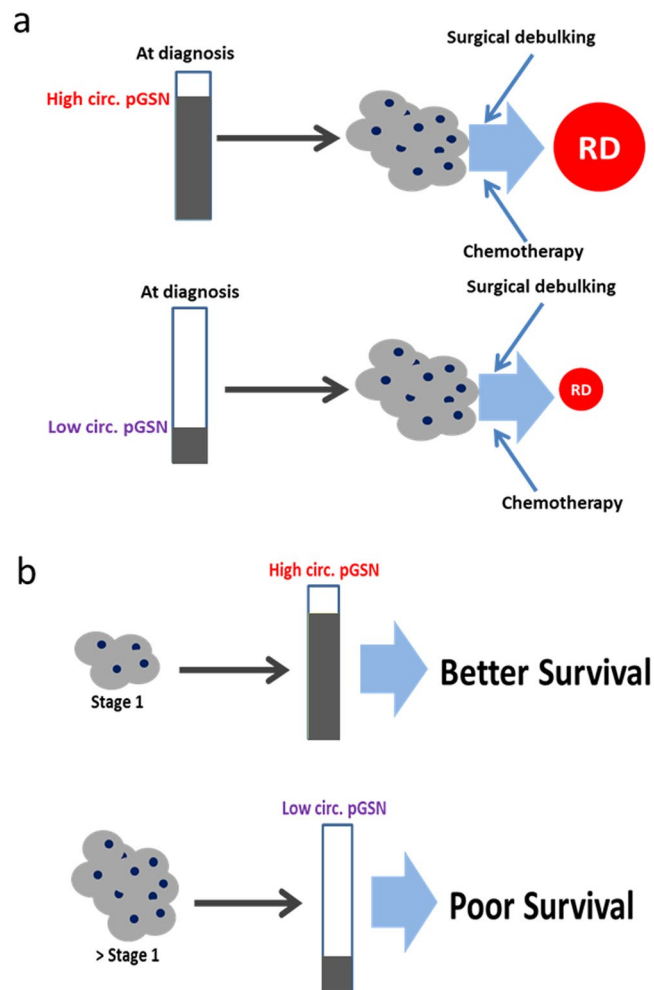 a
At diagnosis
High circ. pGSN
Surgical debulking
RD
Chemotherapy
At diagnosis
Low circ. pGSN
Surgical debulking
RD
Chemotherapy
b
High circ. pGSN
Stage 1
Better Survival
Low circ. pGSN
> Stage 1
Poor Survival